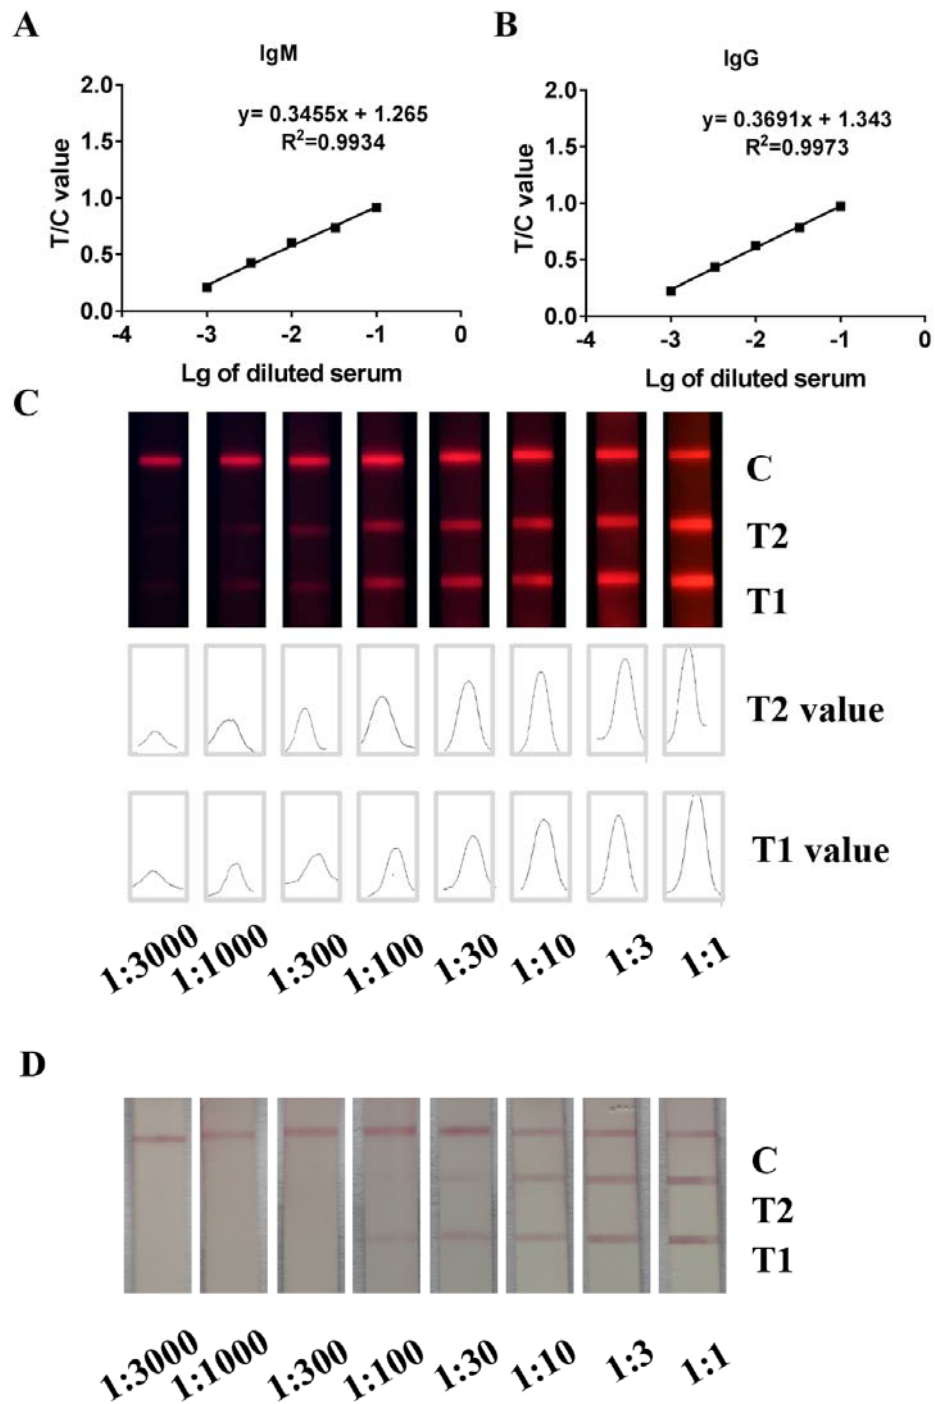 A
IgM
y= 0.3455x + 1.265
R²=0.9934
T/C value
2.0
1.5
1.0
0.5
0.0
-4 -3 -2 -1 0
Lg of diluted serum
B
IgG
y= 0.3691x + 1.343
R²=0.9973
T/C value
2.0
1.5
1.0
0.5
0.0
-4 -3 -2 -1 0
Lg of diluted serum
C
C
T2
T1
T2 value
T1 value
1:3000 1:1000 1:300 1:100 1:30 1:10 1:3 1:1
D
C
T2
T1
1:3000 1:1000 1:300 1:100 1:30 1:10 1:3 1:1